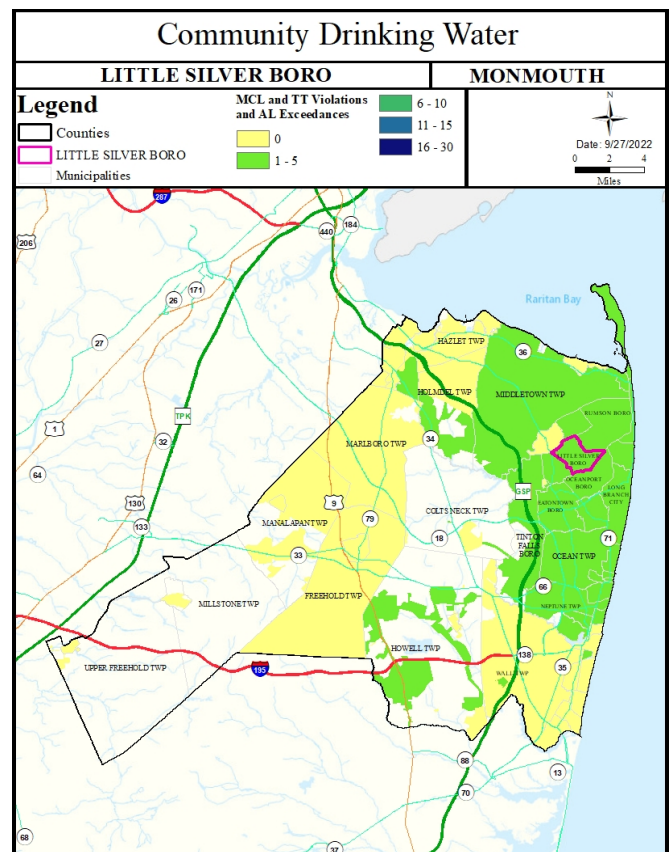 Community Drinking Water
LITTLE SILVER BORO
MONMOUTH
Legend
Counties
LITTLE SILVER BORO
Municipalities
MCL and TT Violations
and AL Exceedances
0
1 - 5
6 - 10
11 - 15
16 - 30
N
Date: 9/27/2022
0 2 4
Miles
287
206
440
184
171
26
27
Raritan Bay
HAZLET TWP
36
HOLMDEL TWP
MIDDLETOWN TWP
RUMSON BORO
TPK
1
32
MARLBORO TWP
34
LITTLE SILVER
BORO
64
OCEANPORT
BORO
LONG
BRANCH
CITY
GSP
130
9
EATONTOWN
BORO
133
79
COLTS NECK TWP
MANALAPAN TWP
18
TINTON
FALLS
BORO
71
33
OCEAN TWP
66
MILLSTONE TWP
FREEHOLD TWP
NEPTUNE TWP
HOWELL TWP
138
35
UPPER FREEHOLD TWP
195
WALL TWP
88
13
70
68
37